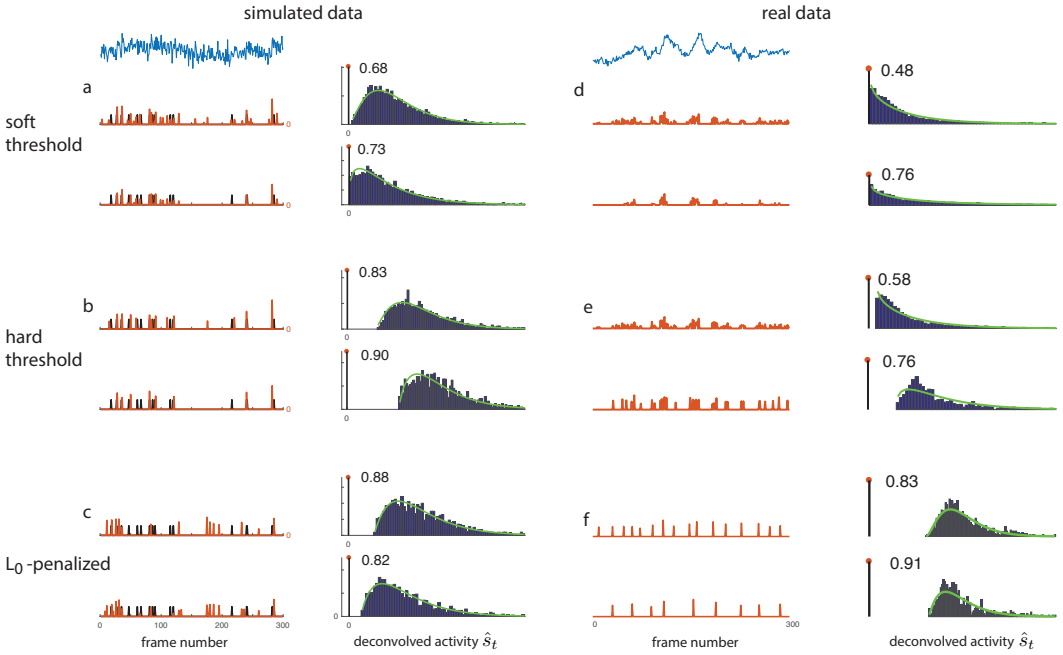 simulated data
real data
a
0.68
d
0.48
soft
threshold
0
0
0.73
0.76
0
0
b
0.83
e
0.58
hard
threshold
0
0
0.90
0.76
0
0
c
0.88
f
0.83
0
0
L0 -penalized
0.82
0.91
0
0
0
300
0
0
300
frame number
deconvolved activity ŝt
frame number
deconvolved activity ŝt